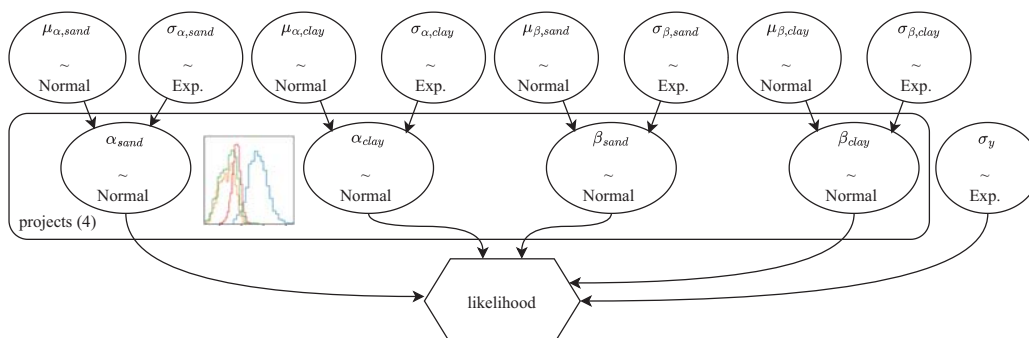 μα,sand σα,sand μα,clay σα,clay μβ,sand σβ,sand μβ,clay σβ,clay
~ ~ ~ ~ ~ ~ ~ ~
Normal Exp. Normal Exp. Normal Exp. Normal Exp.
αsand αclay βsand βclay σy
~ ~ ~ ~ ~
Normal Normal Normal Normal Exp.
projects (4)
likelihood